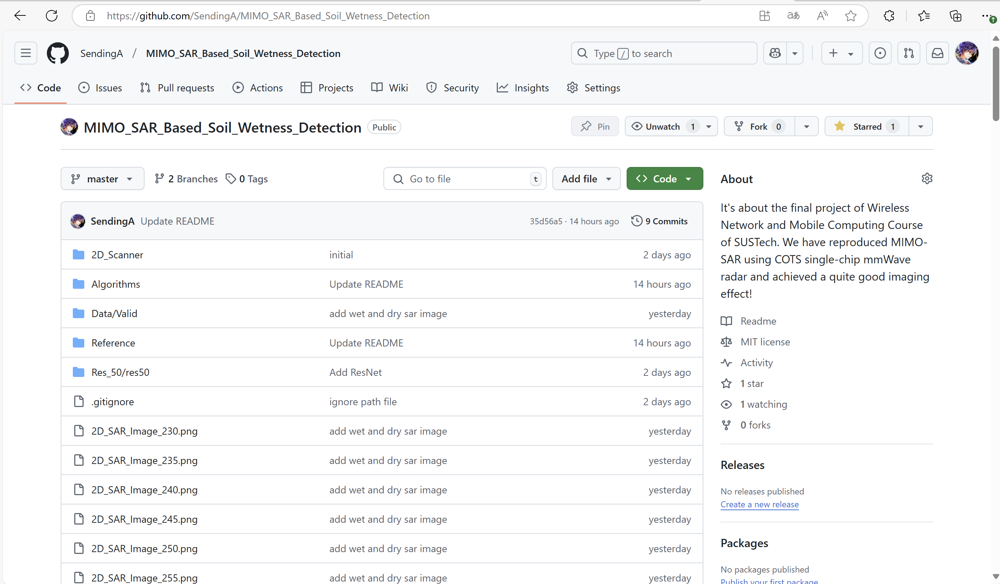 https://github.com/SendingA/MIMO_SAR_Based_Soil_Wetness_Detection
aあ A
SendingA / MIMO_SAR_Based_Soil_Wetness_Detection
Type / to search
Code Issues Pull requests Actions Projects Wiki Security Insights Settings
MIMO_SAR_Based_Soil_Wetness_Detection Public
Pin Unwatch 1 Fork 0 Starred 1
master 2 Branches 0 Tags Go to file t Add file Code
SendingA Update README 35d56a5 · 14 hours ago 9 Commits
2D_Scanner initial 2 days ago
Algorithms Update README 14 hours ago
Data/Valid add wet and dry sar image yesterday
Reference Update README 14 hours ago
Res_50/res50 Add ResNet 2 days ago
.gitignore ignore path file 2 days ago
2D_SAR_Image_230.png add wet and dry sar image yesterday
2D_SAR_Image_235.png add wet and dry sar image yesterday
2D_SAR_Image_240.png add wet and dry sar image yesterday
2D_SAR_Image_245.png add wet and dry sar image yesterday
2D_SAR_Image_250.png add wet and dry sar image yesterday
2D_SAR_Image_255.png add wet and dry sar image yesterday
About
It's about the final project of Wireless
Network and Mobile Computing Course
of SUSTech. We have reproduced MIMO-
SAR using COTS single-chip mmWave
radar and achieved a quite good imaging
effect!
Readme
MIT license
Activity
1 star
1 watching
0 forks
Releases
No releases published
Create a new release
Packages
No packages published
Publish your first package